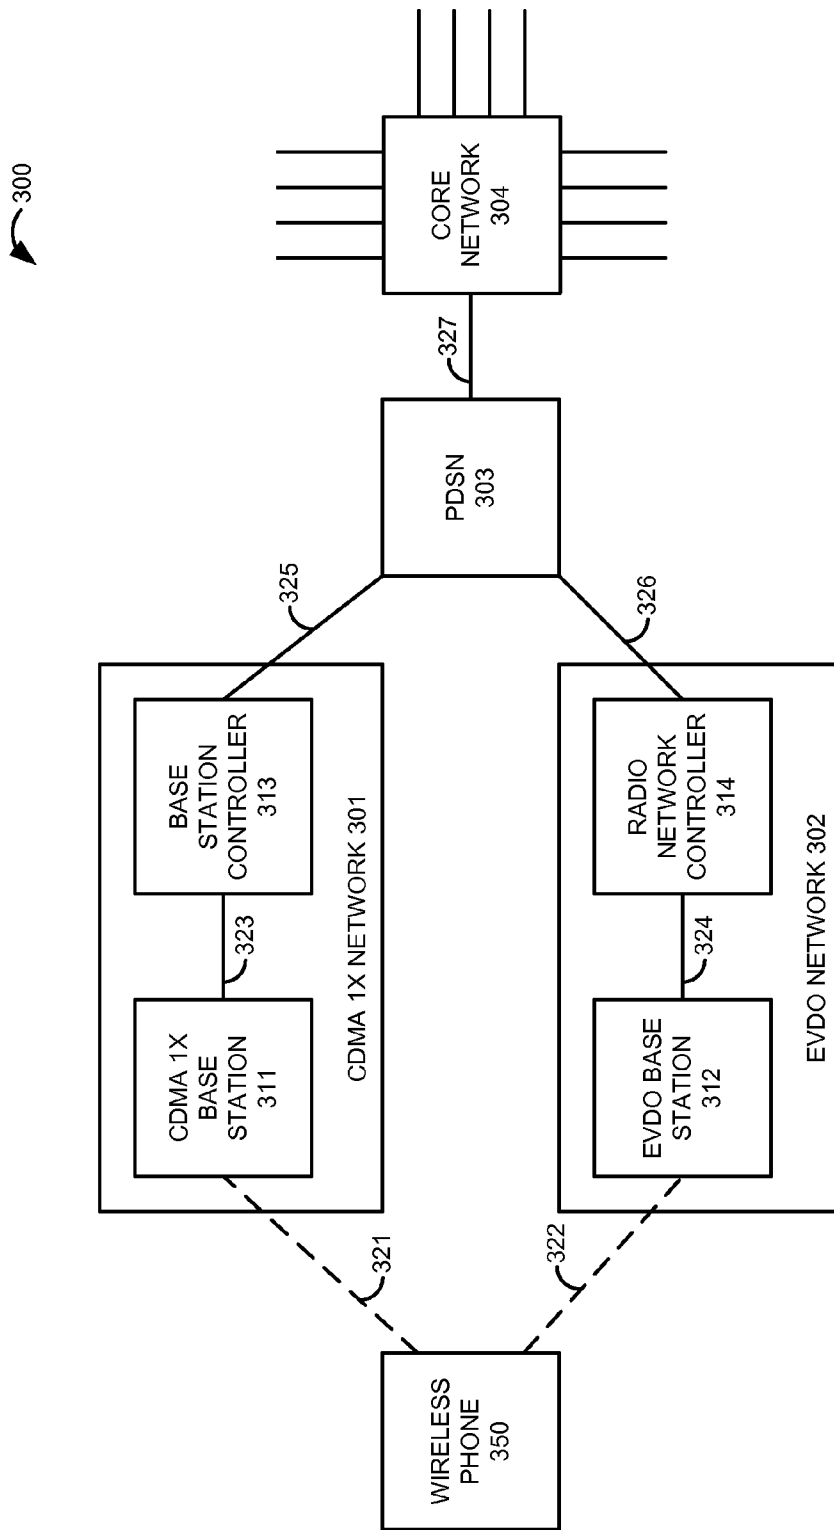 300
CDMA 1X
BASE
STATION
311
323
BASE
STATION
CONTROLLER
313
CDMA 1X NETWORK 301
321
325
WIRELESS
PHONE
350
PDSN
303
327
CORE
NETWORK
304
322
326
EVDO BASE
STATION
312
324
RADIO
NETWORK
CONTROLLER
314
EVDO NETWORK 302